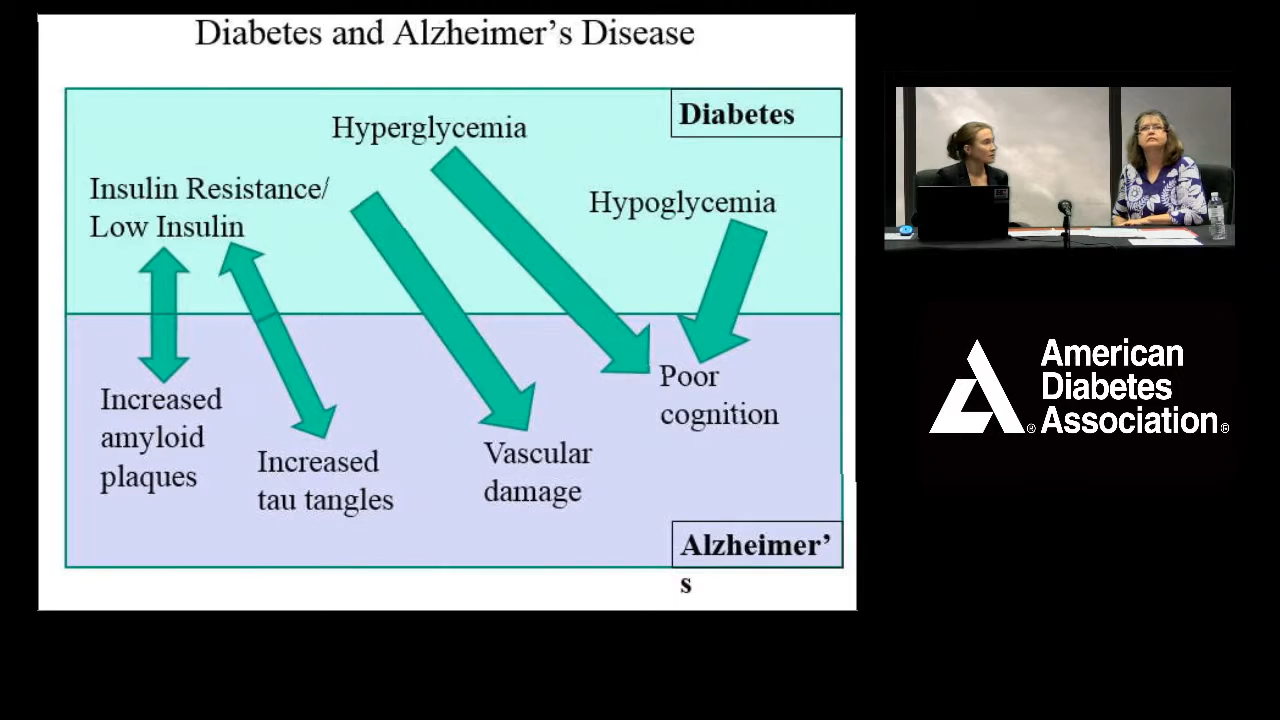 Diabetes and Alzheimer’s Disease
Diabetes
Hyperglycemia
Insulin Resistance/
Low Insulin
Hypoglycemia
Increased
amyloid
plaques
Increased
tau tangles
Vascular
damage
Poor
cognition
Alzheimer’
s
American
Diabetes
Association®